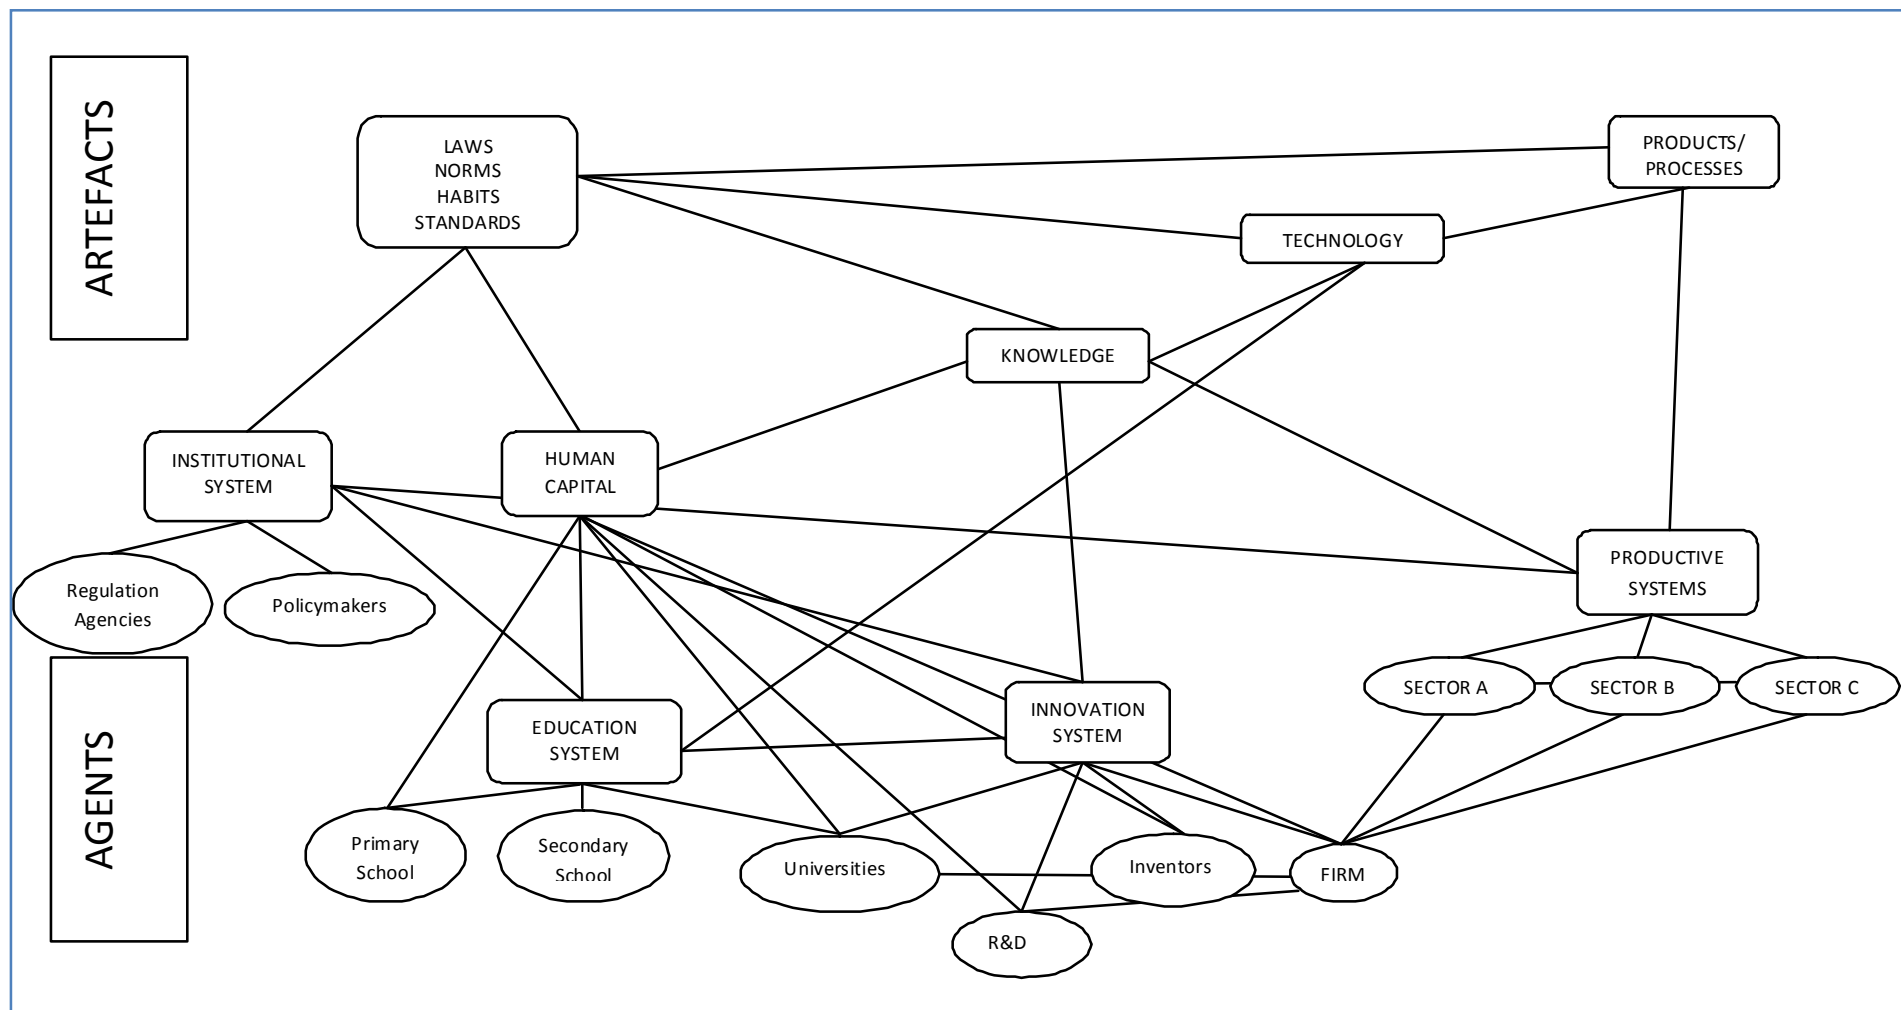 ARTEFACTS
LAWS
NORMS
HABITS
STANDARDS
PRODUCTS/
PROCESSES
TECHNOLOGY
KNOWLEDGE
INSTITUTIONAL
SYSTEM
HUMAN
CAPITAL
PRODUCTIVE
SYSTEMS
Regulation
Agencies
Policymakers
SECTOR A
SECTOR B
SECTOR C
AGENTS
EDUCATION
SYSTEM
INNOVATION
SYSTEM
Primary
School
Secondary
School
Universities
Inventors
FIRM
R&D